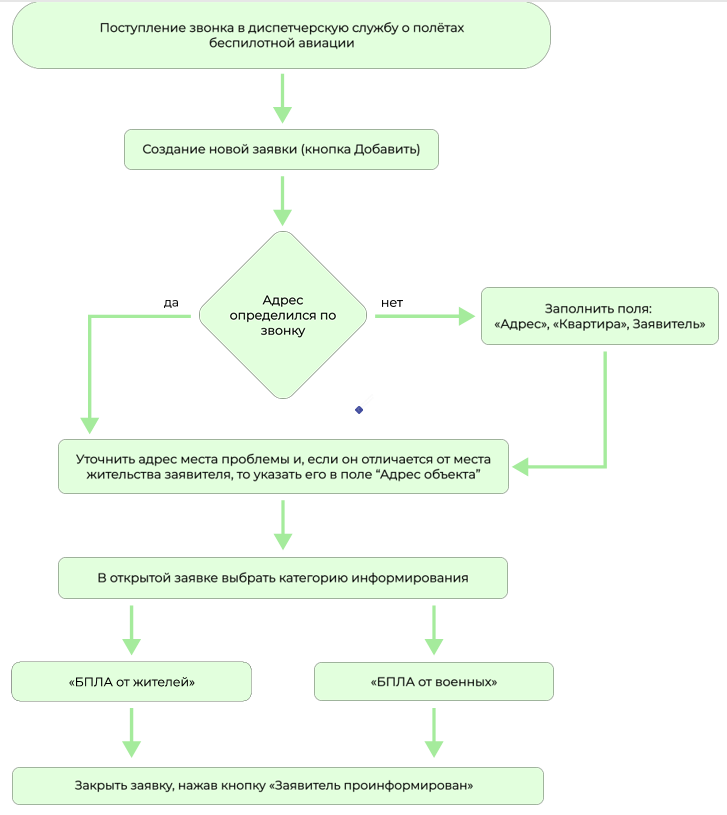 Поступление звонка в диспетчерскую службу о полётах
беспилотной авиации
Создание новой заявки (кнопка Добавить)
да
Адрес
определился по
звонку
нет
Заполнить поля:
«Адрес», «Квартира», Заявитель»
Уточнить адрес места проблемы и, если он отличается от места
жительства заявителя, то указать его в поле “Адрес объекта”
В открытой заявке выбрать категорию информирования
«БПЛА от жителей»
«БПЛА от военных»
Закрыть заявку, нажав кнопку «Заявитель проинформирован»